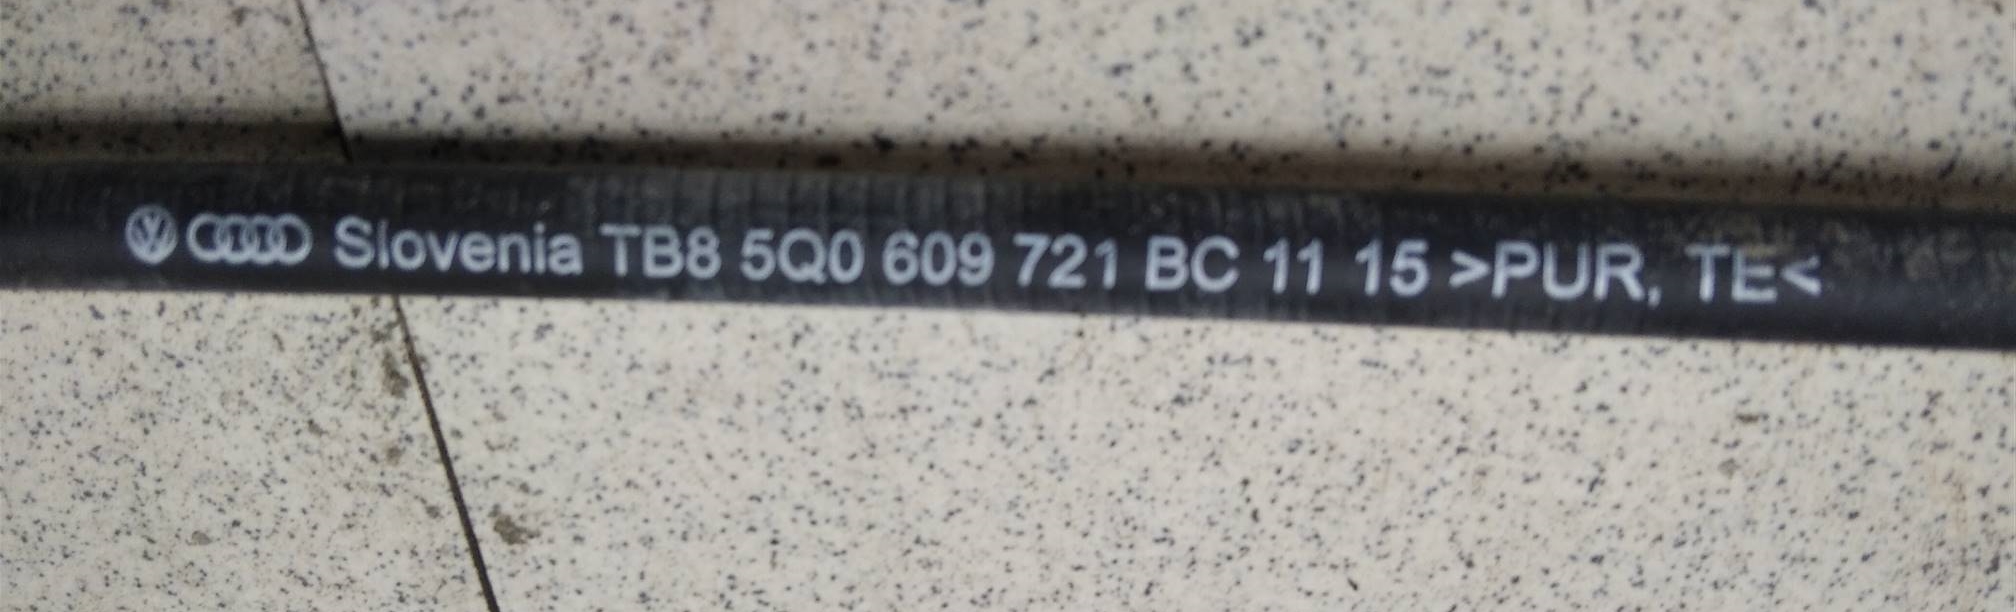 Slovenia TB8 5Q0 609 721 BC 11 15 >PUR, TE<